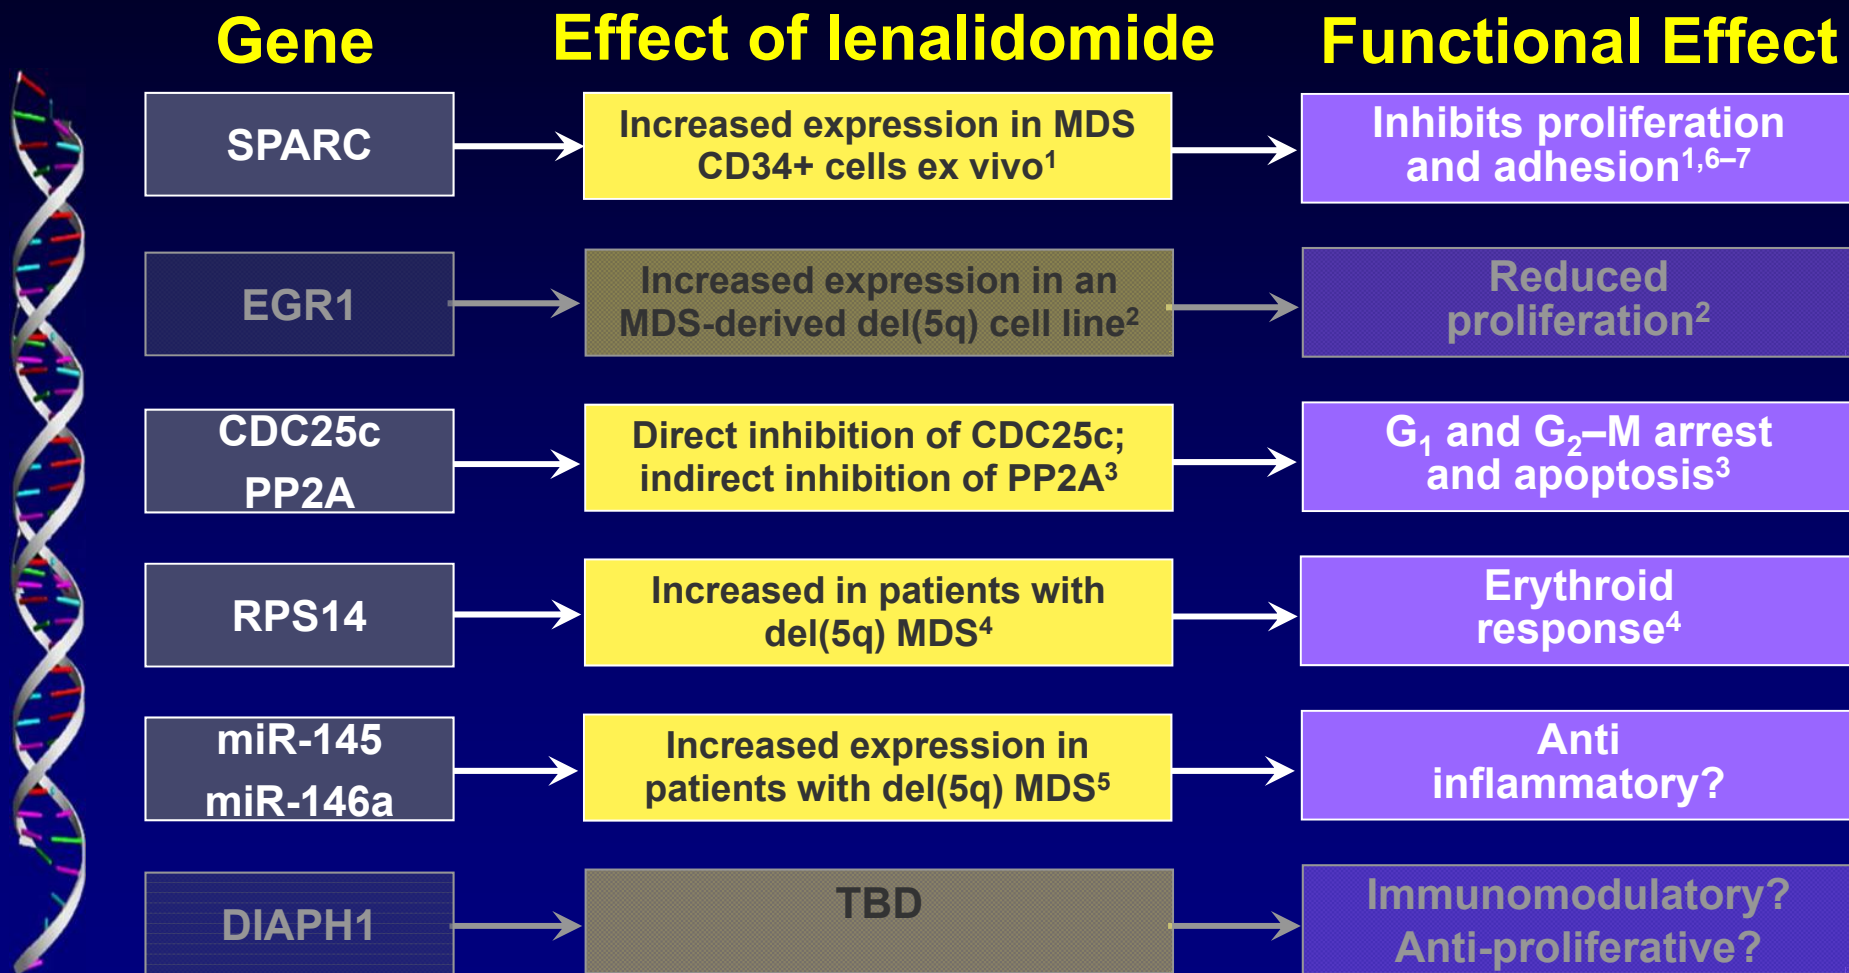 Gene
Effect of lenalidomide
Functional Effect
SPARC
Increased expression in MDS
CD34+ cells ex vivo¹
Inhibits proliferation
and adhesion¹,⁶⁻⁷
EGR1
Increased expression in an
MDS-derived del(5q) cell line²
Reduced
proliferation²
CDC25c
PP2A
Direct inhibition of CDC25c;
indirect inhibition of PP2A³
G₁ and G₂–M arrest
and apoptosis³
RPS14
Increased in patients with
del(5q) MDS⁴
Erythroid
response⁴
miR-145
miR-146a
Increased expression in
patients with del(5q) MDS⁵
Anti
inflammatory?
DIAPH1
TBD
Immunomodulatory?
Anti-proliferative?